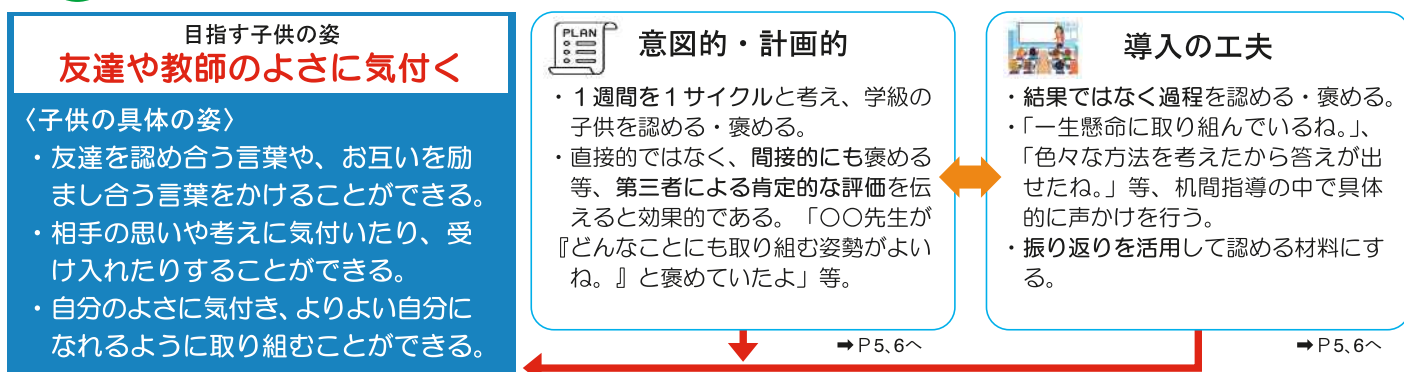 目指す子供の姿
友達や教師のよさに気付く
〈子供の具体の姿〉
・友達を認め合う言葉や、お互いを励
まし合う言葉をかけることができる。
・相手の思いや考えに気付いたり、受
け入れたりすることができる。
・自分のよさに気付き、よりよい自分に
なれるように取り組むことができる。
PLAN
意図的・計画的
・１週間を１サイクルと考え、学級の
子供を認める・褒める。
・直接的ではなく、間接的にも褒める
等、第三者による肯定的な評価を伝
えると効果的である。「〇〇先生が
『どんなことにも取り組む姿勢がよい
ね。』と褒めていたよ」等。
➡P5、6へ
導入の工夫
・結果ではなく過程を認める・褒める。
・「一生懸命に取り組んでいるね。」、
「色々な方法を考えたから答えが出
せたね。」等、机間指導の中で具体
的に声かけを行う。
・振り返りを活用して認める材料にす
る。
➡P5、6へ